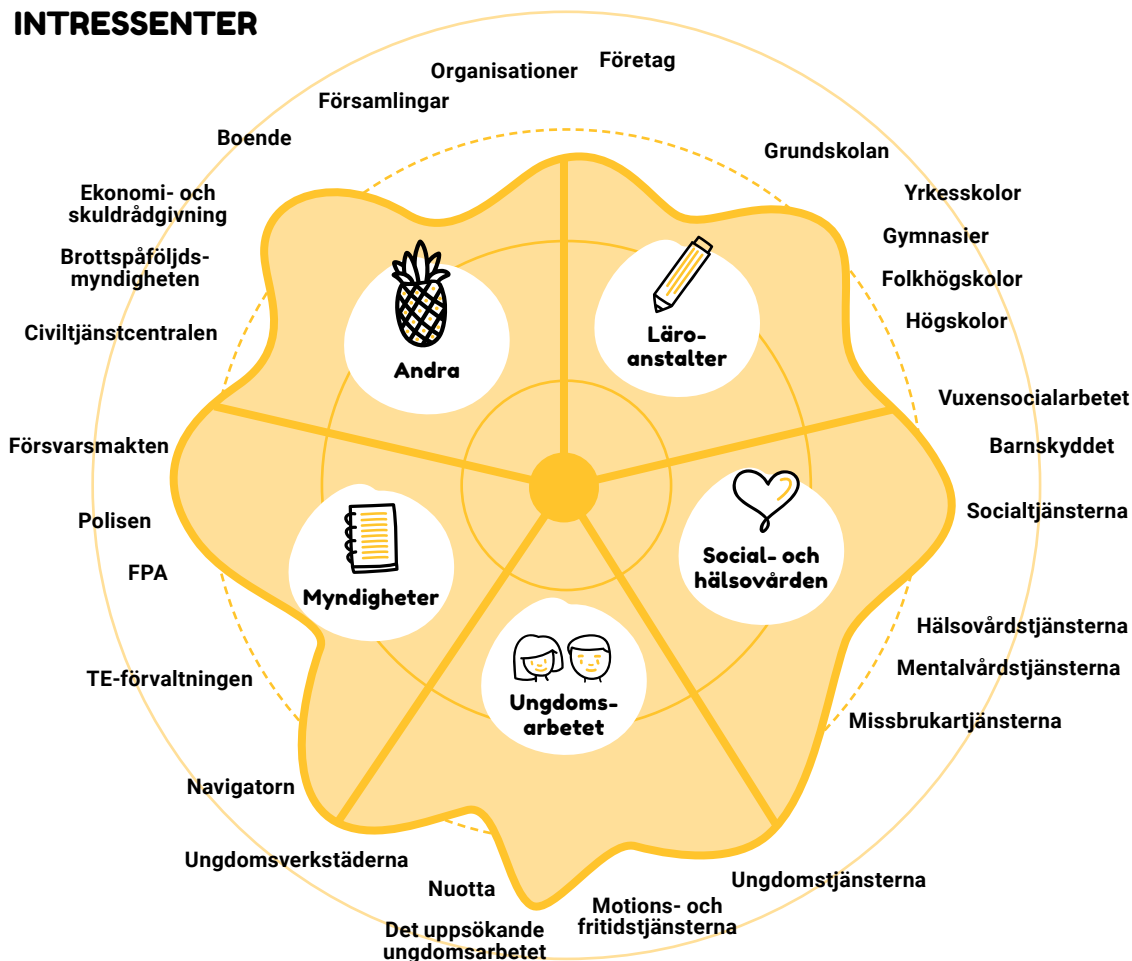 INTRESSENTER
Organisationer
Företag
Församlingar
Boende
Grundskolan
Ekonomi- och
skuldrådgivning
Yrkesskolor
Gymnasier
Brottspåföljds-
myndigheten
Folkhögskolor
Högskolor
Civiltjänstcentralen
Läro-
anstalter
Andra
Vuxensocialarbetet
Försvarsmakten
Barnskyddet
Polisen
Socialtjänsterna
FPA
Social- och
hälsovården
Myndigheter
Hälsovårdstjänsterna
Mentalvårdstjänsterna
TE-förvaltningen
Ungdoms-
arbetet
Missbrukartjänsterna
Navigatorn
Ungdomsverkstäderna
Nuotta
Ungdomstjänsterna
Motions- och
fritidstjänsterna
Det uppsökande
ungdomsarbetet